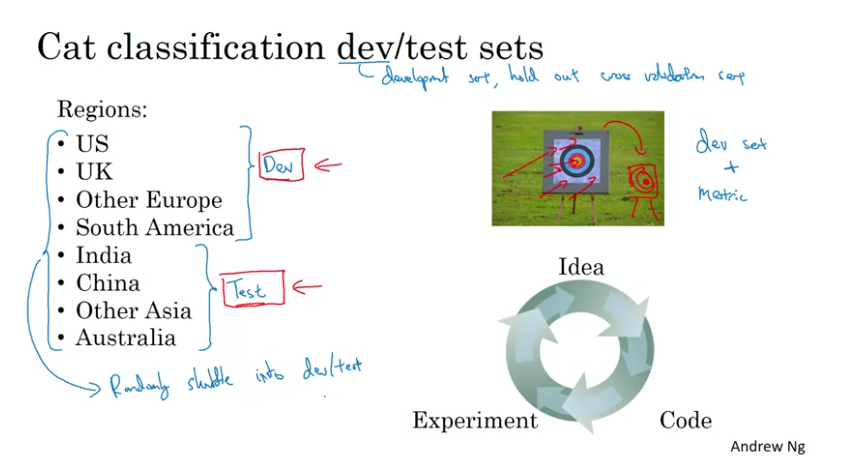 Cat classification dev/test sets
development set, hold out cross validation
Regions:
• US
• UK
• Other Europe
• South America
• India
• China
• Other Asia
• Australia
Dev
Test
Randomly shuffle into dev/test
dev set
+
metric
Idea
Code
Experiment
Andrew Ng